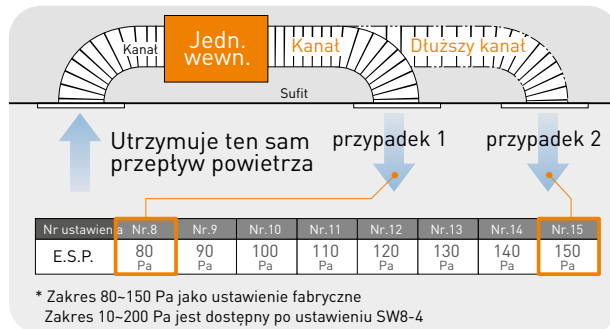 Kanał
Jedn.
wewn.
Kanał
Dłuższy kanał
Sufit
Utrzymuje ten sam
przepływ powietrza
przypadek 1
przypadek 2
Nr ustawienia Nr.8 Nr.9 Nr.10 Nr.11 Nr.12 Nr.13 Nr.14 Nr.15
E.S.P. 80 Pa 90 Pa 100 Pa 110 Pa 120 Pa 130 Pa 140 Pa 150 Pa
* Zakres 80~150 Pa jako ustawienie fabryczne
Zakres 10~200 Pa jest dostępny po ustawieniu SW8-4